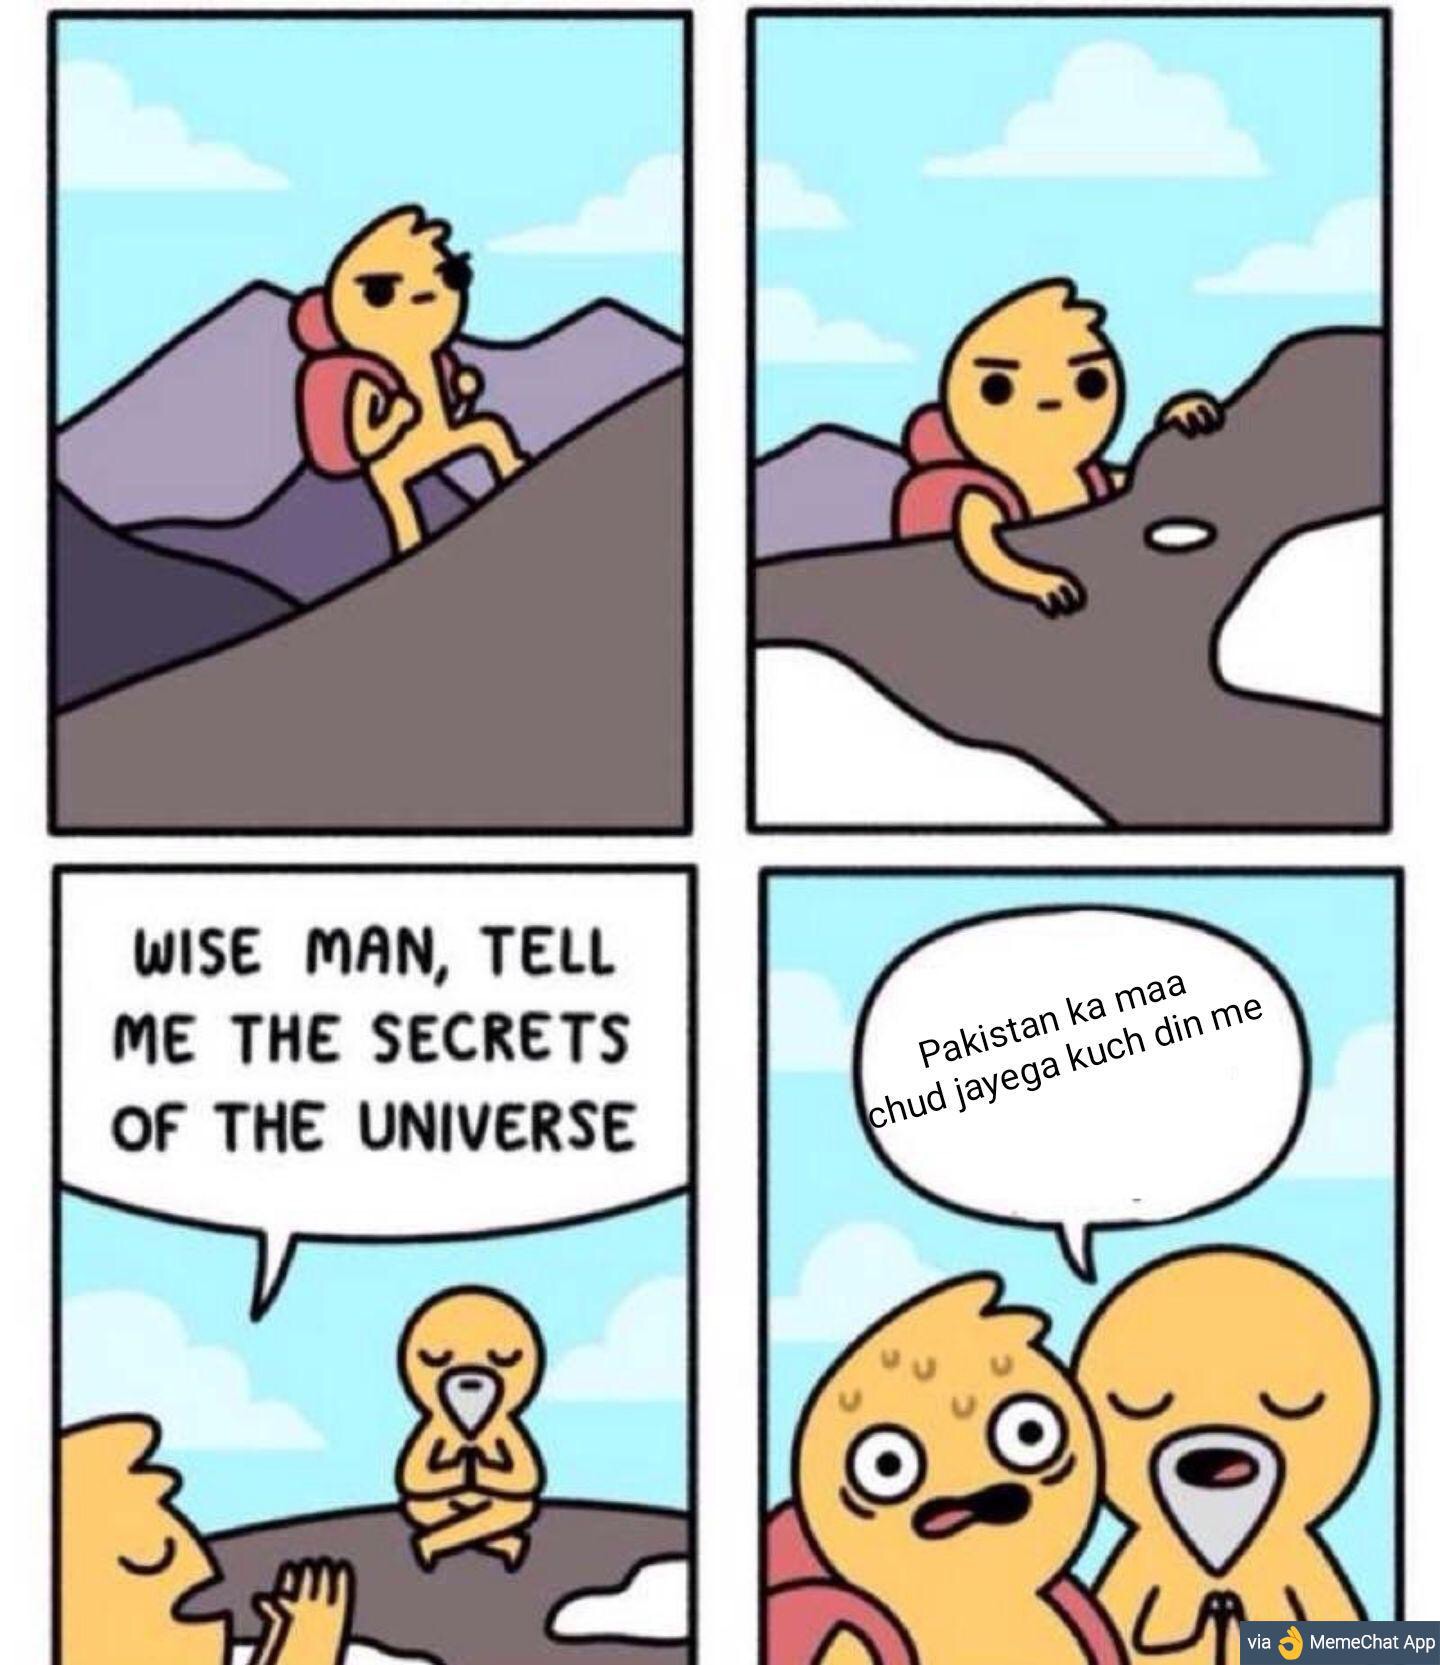 WISE MAN, TELL
ME THE SECRETS
OF THE UNIVERSE
Pakistan ka maa
chud jayega kuch din me
via 👌 MemeChat App